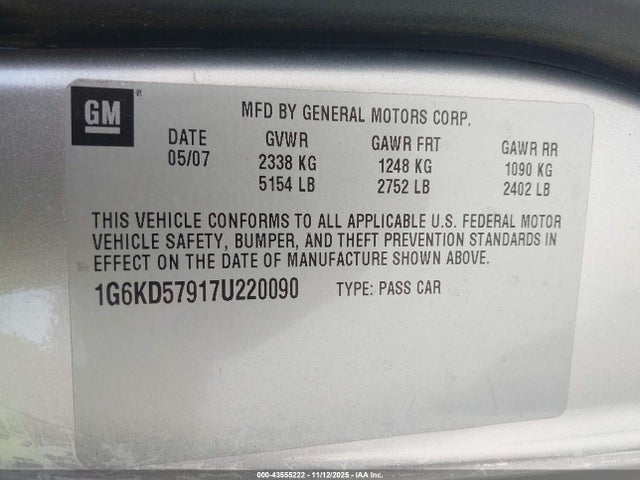 GM ®
MFD BY GENERAL MOTORS CORP.
DATE GVWR GAWR FRT GAWR RR
05/07 2338 KG 1248 KG 1090 KG
5154 LB 2752 LB 2402 LB
THIS VEHICLE CONFORMS TO ALL APPLICABLE U.S. FEDERAL MOTOR
VEHICLE SAFETY, BUMPER, AND THEFT PREVENTION STANDARDS IN
EFFECT ON THE DATE OF MANUFACTURE SHOWN ABOVE.
1G6KD57917U220090 TYPE: PASS CAR
000-43555222 - 11/12/2025 - IAA Inc.